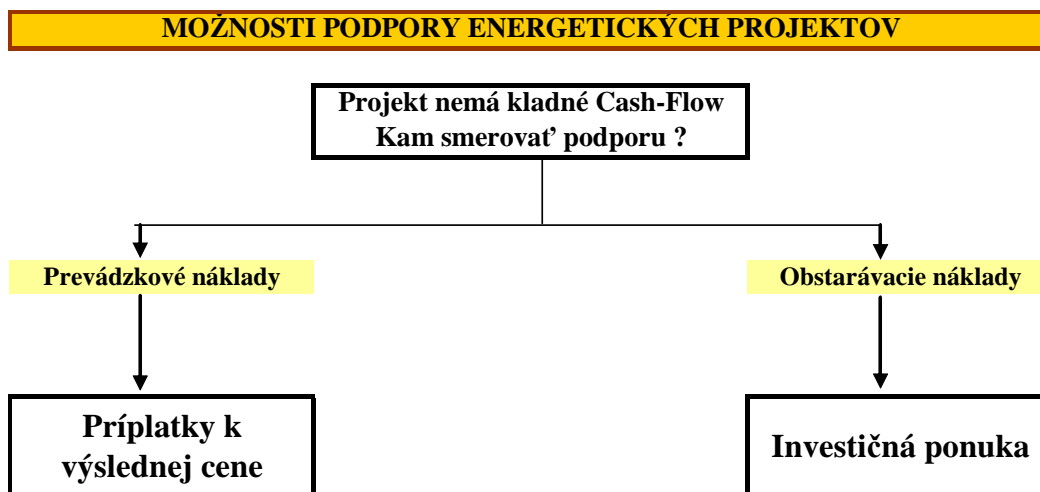 MOŽNOSTI PODPORY ENERGETICKÝCH PROJEKTOV
Projekt nemá kladné Cash-Flow
Kam smerovať podporu ?
Prevádzkové náklady
Obstarávacie náklady
Príplatky k
výslednej cene
Investičná ponuka